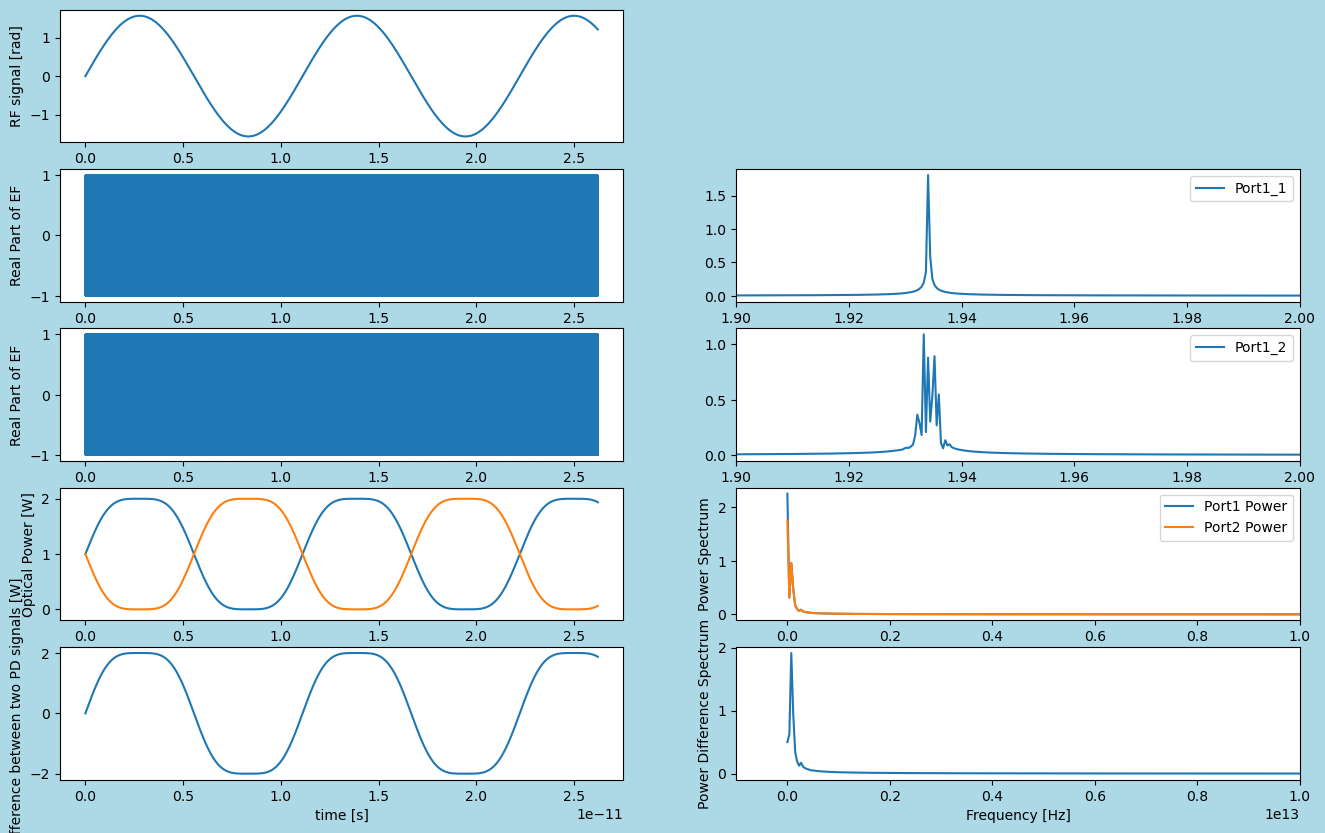 RF signal [rad]
1
0
−1
0.0 0.5 1.0 1.5 2.0 2.5
Real Part of EF
1
0
−1
0.0 0.5 1.0 1.5 2.0 2.5
Port1_1
1.5
1.0
0.5
0.0
1.90 1.92 1.94 1.96 1.98 2.00
Real Part of EF
1
0
−1
0.0 0.5 1.0 1.5 2.0 2.5
Port1_2
1.0
0.5
0.0
1.90 1.92 1.94 1.96 1.98 2.00
Optical Power [W]
2
1
0
0.0 0.5 1.0 1.5 2.0 2.5
Power Spectrum
Port1 Power
Port2 Power
2
1
0
0.0 0.2 0.4 0.6 0.8 1.0
fference between two PD signals [W]
2
0
−2
0.0 0.5 1.0 1.5 2.0 2.5
time [s]
1e−11
Power Difference Spectrum
2
1
0
0.0 0.2 0.4 0.6 0.8 1.0
Frequency [Hz]
1e13